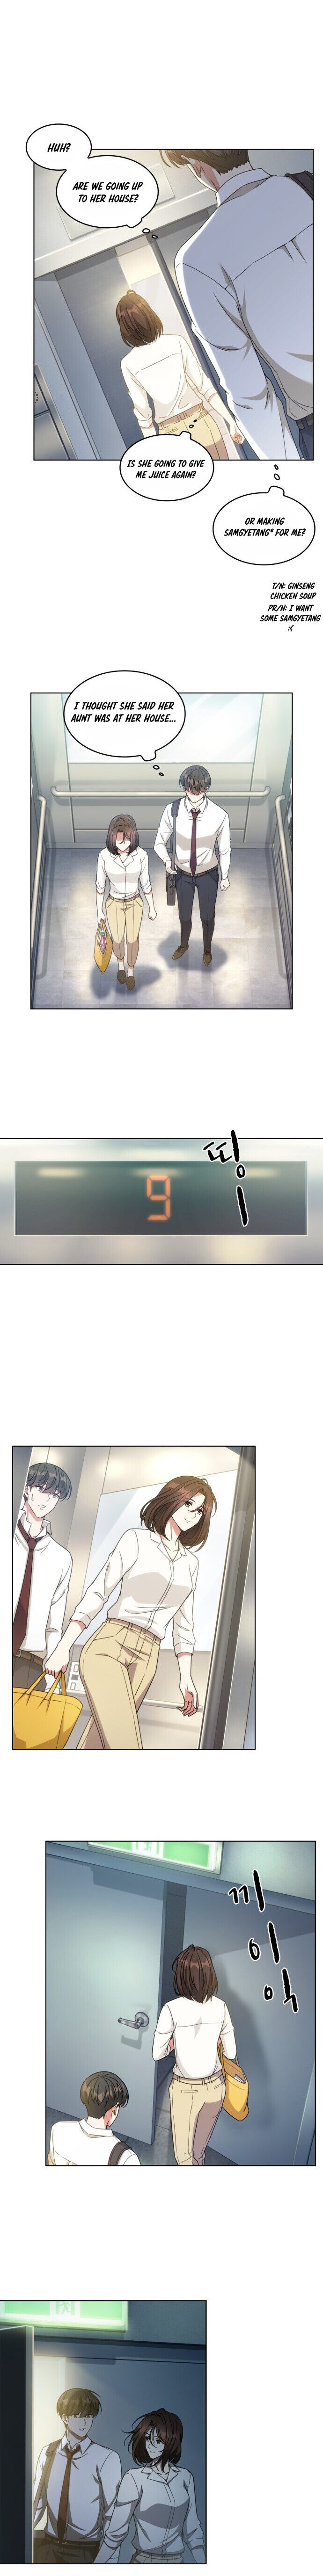 HUH?
ARE WE GOING UP
TO HER HOUSE?
IS SHE GOING TO GIVE
ME JUICE AGAIN?
OR MAKING
SAMGYETANG* FOR ME?
T/N: GINSENG
CHICKEN SOUP
PR/N: I WANT
SOME SAMGYETANG
:(
I THOUGHT SHE SAID HER
AUNT WAS AT HER HOUSE...
9
띵
끼
이
익